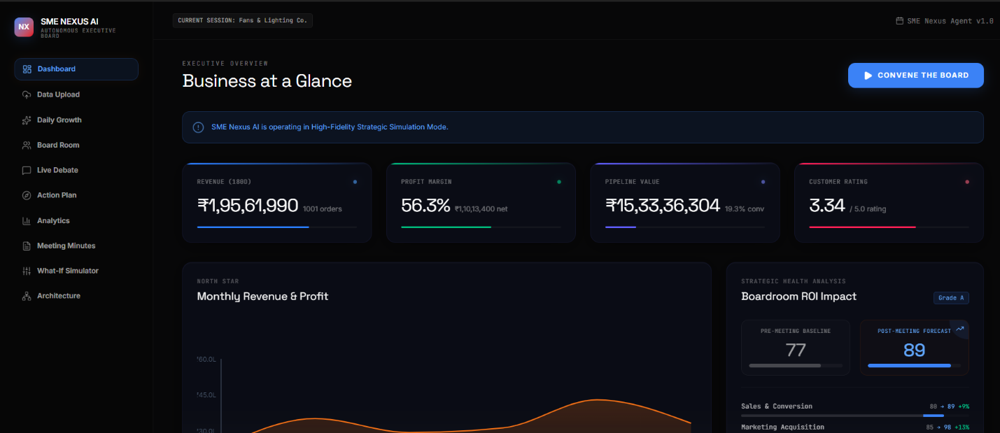 NX
SME NEXUS AI
AUTONOMOUS EXECUTIVE
BOARD
Dashboard
Data Upload
Daily Growth
Board Room
Live Debate
Action Plan
Analytics
Meeting Minutes
What-If Simulator
Architecture
CURRENT SESSION: Fans & Lighting Co.
SME Nexus Agent v1.0
EXECUTIVE OVERVIEW
Business at a Glance
CONVENE THE BOARD
SME Nexus AI is operating in High-Fidelity Strategic Simulation Mode.
REVENUE (180D)
₹1,95,61,990 1001 orders
PROFIT MARGIN
56.3% ₹1,10,13,400 net
PIPELINE VALUE
₹15,33,36,304 19.3% conv
CUSTOMER RATING
3.34 / 5.0 rating
NORTH STAR
Monthly Revenue & Profit
₹60.0L
₹45.0L
₹30.0L
STRATEGIC HEALTH ANALYSIS
Boardroom ROI Impact
Grade A
PRE-MEETING BASELINE
77
POST-MEETING FORECAST
89
Sales & Conversion 80 → 89 +9%
Marketing Acquisition 85 → 98 +13%